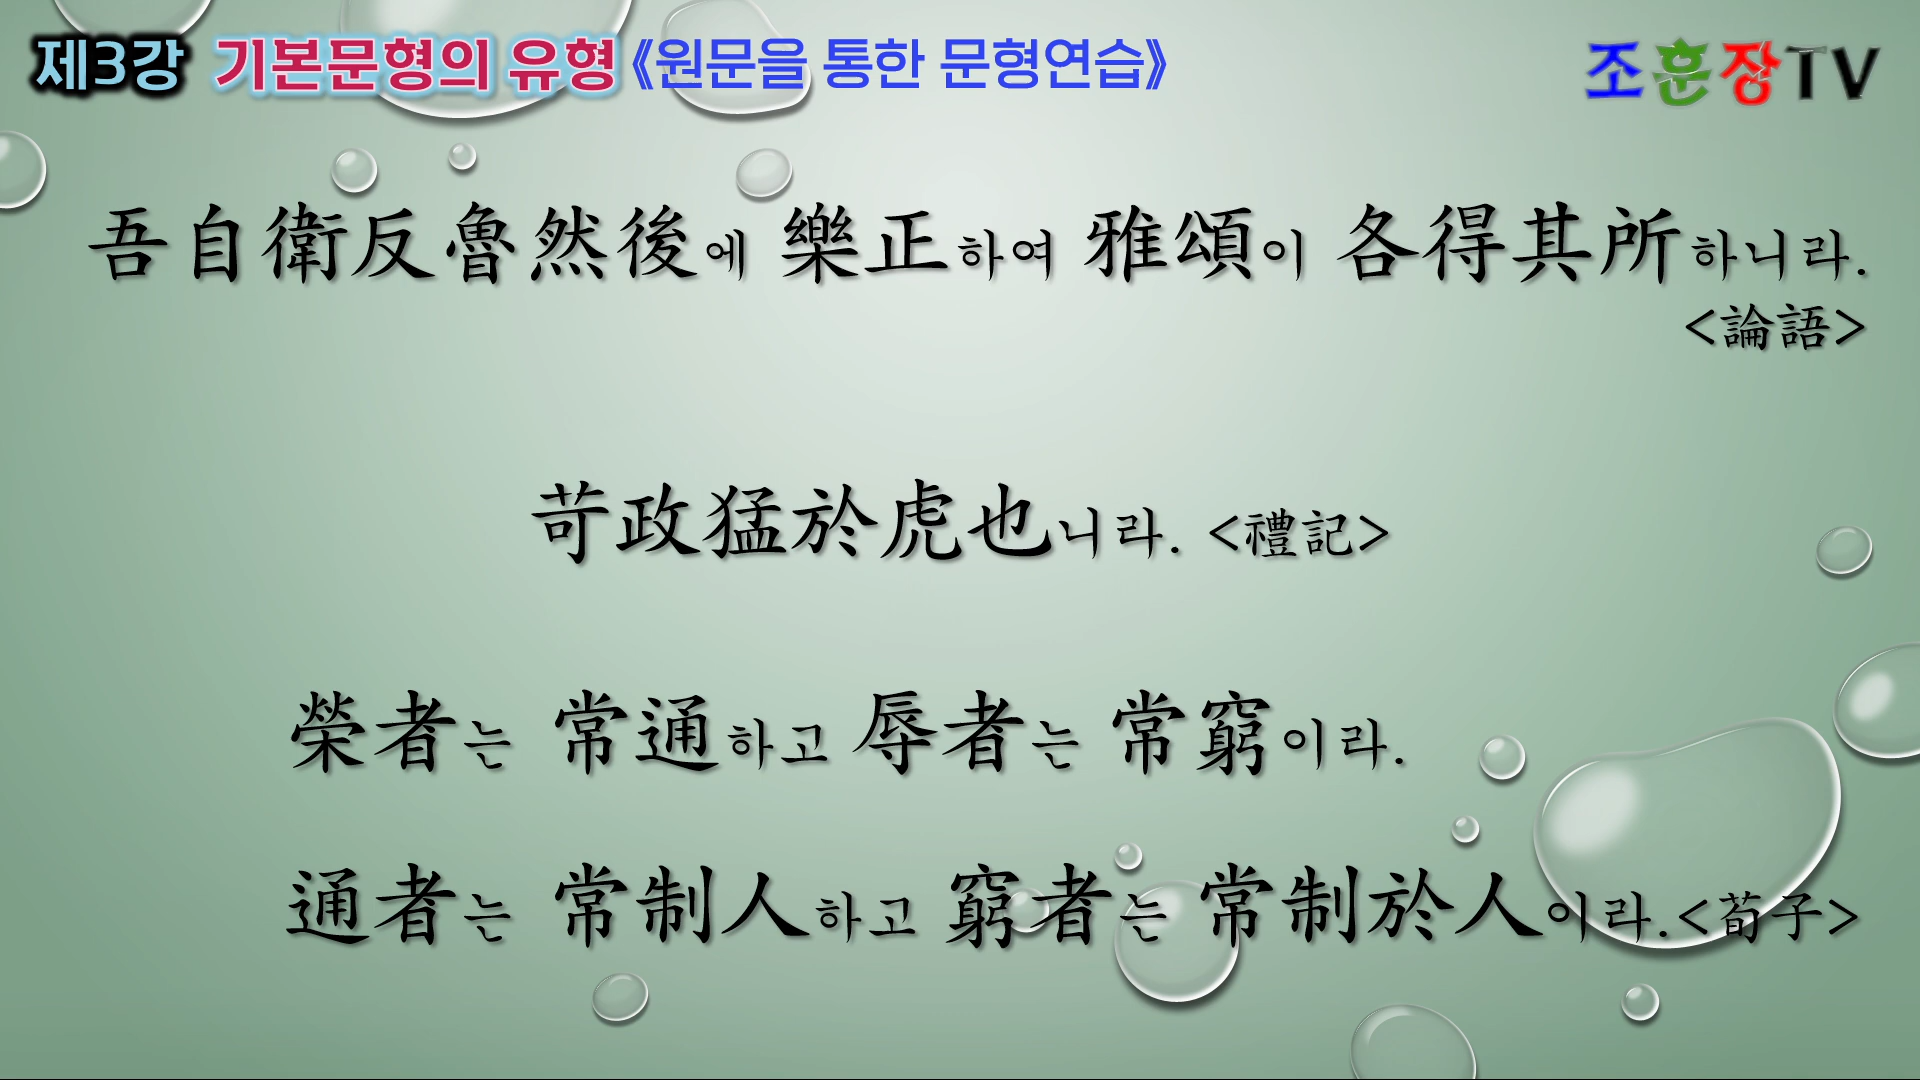 제3강 기본문형의 유형《원문을 통한 문형연습》 조훈장TV
吾自衛反魯然後에 樂正하여 雅頌이 各得其所하니라.
<論語>
苛政猛於虎也니라. <禮記>
榮者는 常通하고 辱者는 常窮이라.
通者는 常制人하고 窮者는 常制於人이라.<荀子>